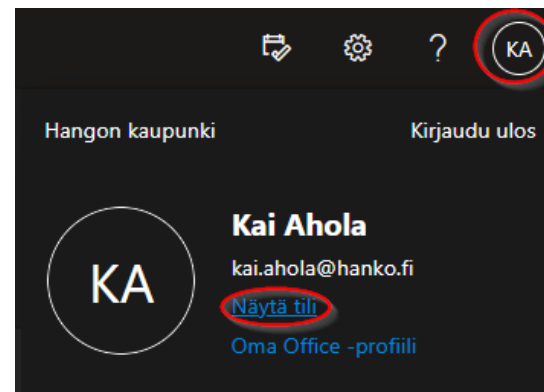 ?
KA
Hangon kaupunki
Kirjaudu ulos
KA
Kai Ahola
kai.ahola@hanko.fi
Näytä tili
Oma Office -profiili